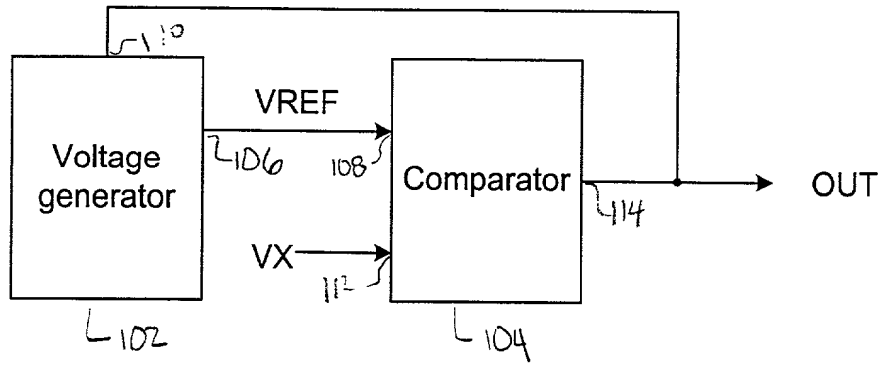 110
VREF
Voltage
generator
106
108
Comparator
114
OUT
VX
112
102
104